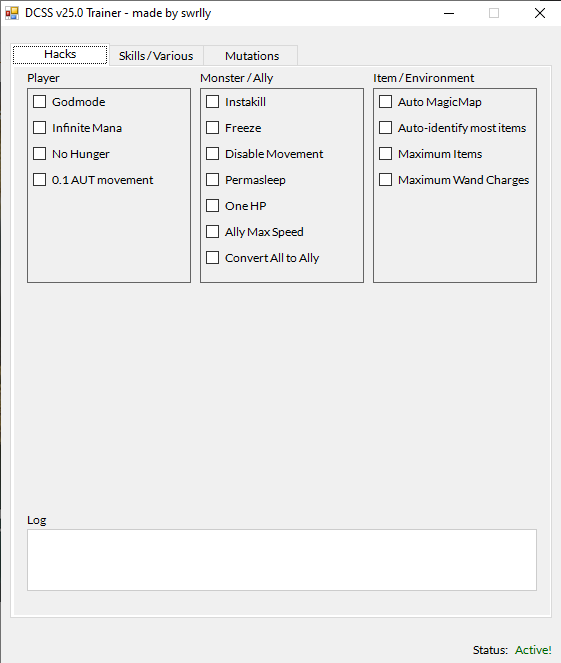 DCSS v25.0 Trainer - made by swrlly
Hacks
Skills / Various
Mutations
Player
Godmode
Infinite Mana
No Hunger
0.1 AUT movement
Monster / Ally
Instakill
Freeze
Disable Movement
Permasleep
One HP
Ally Max Speed
Convert All to Ally
Item / Environment
Auto MagicMap
Auto-identify most items
Maximum Items
Maximum Wand Charges
Log
Status: Active!